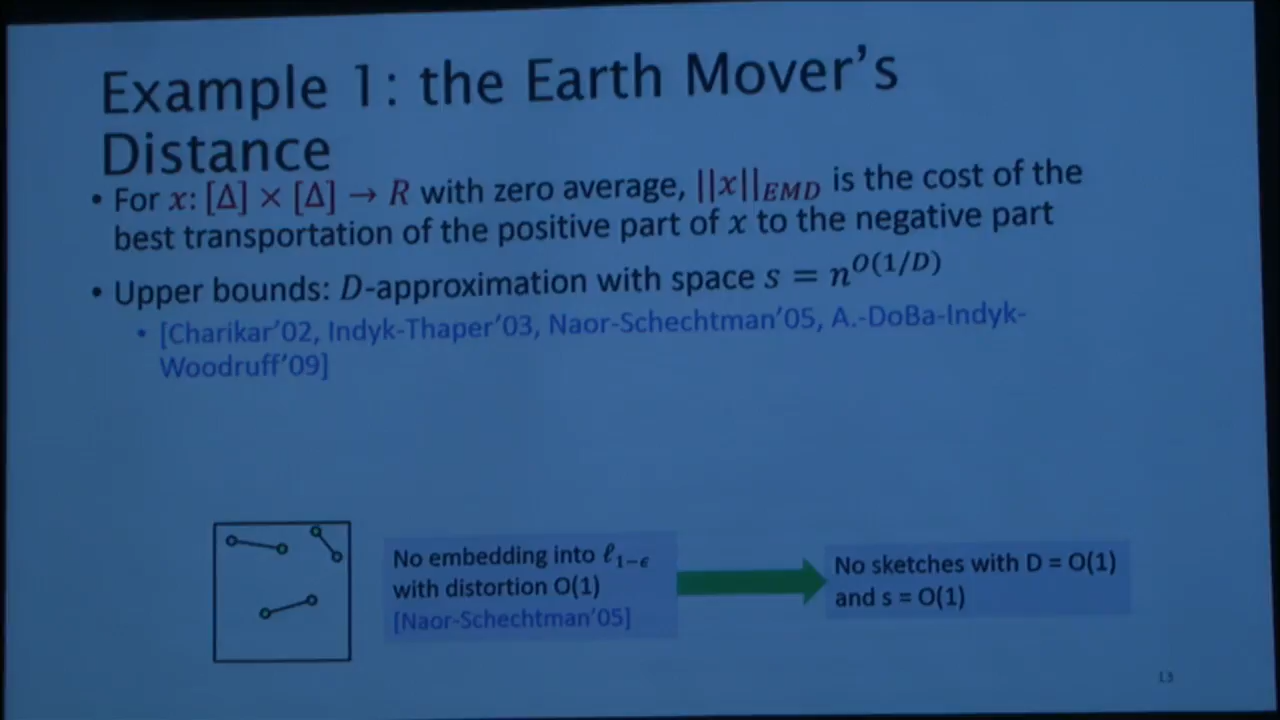 Example 1: the Earth Mover's
Distance
• For x: [Δ] × [Δ] → R with zero average, ||x||_{EMD} is the cost of the
best transportation of the positive part of x to the negative part
• Upper bounds: D-approximation with space s = n^{O(1/D)}
• [Charikar'02, Indyk-Thaper'03, Naor-Schechtman'05, A.-DoBa-Indyk-
Woodruff'09]
No embedding into ℓ_{1−ϵ}
with distortion O(1)
[Naor-Schechtman'05]
No sketches with D = O(1)
and s = O(1)
13